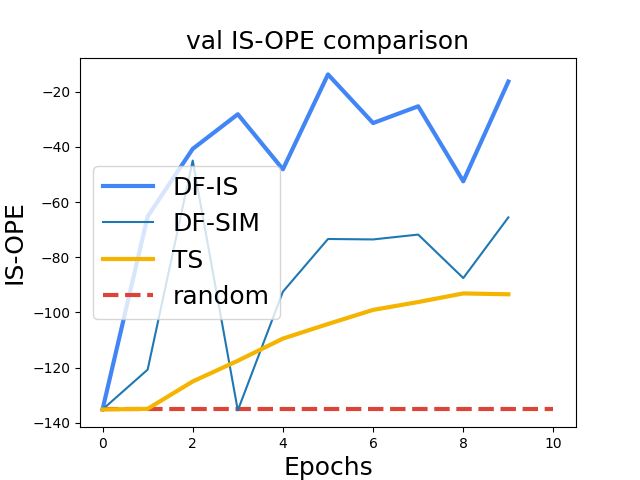 val IS-OPE comparison
IS-OPE
−20
−40
−60
−80
−100
−120
−140
DF-IS
DF-SIM
TS
random
0 2 4 6 8 10
Epochs